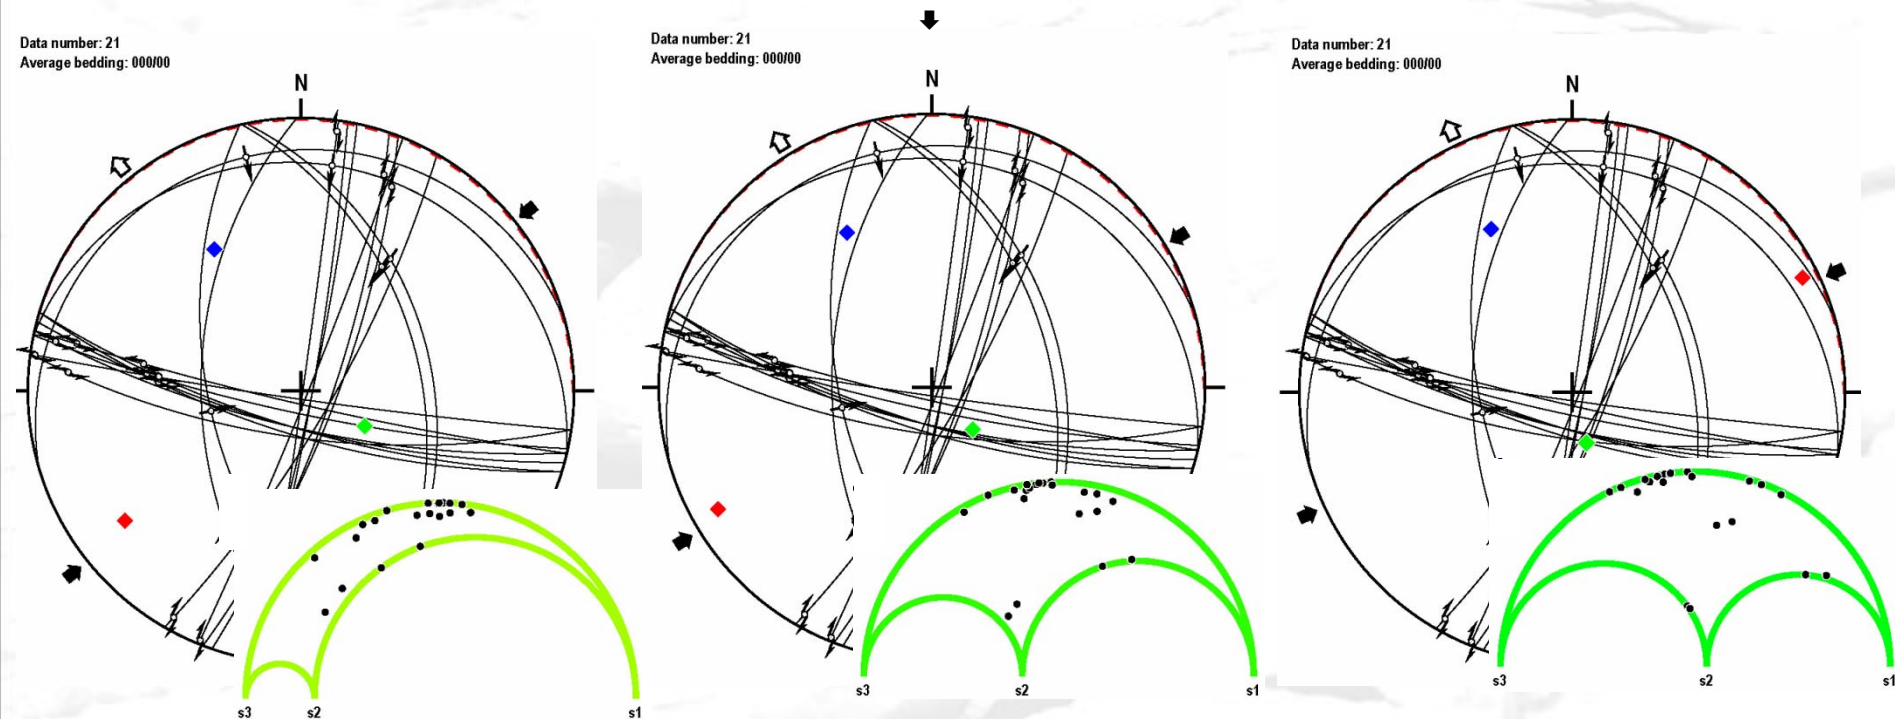 Data number: 21
Average bedding: 000/00
N
s3
s2
s1
Data number: 21
Average bedding: 000/00
N
s3
s2
s1
Data number: 21
Average bedding: 000/00
N
s3
s2
s1